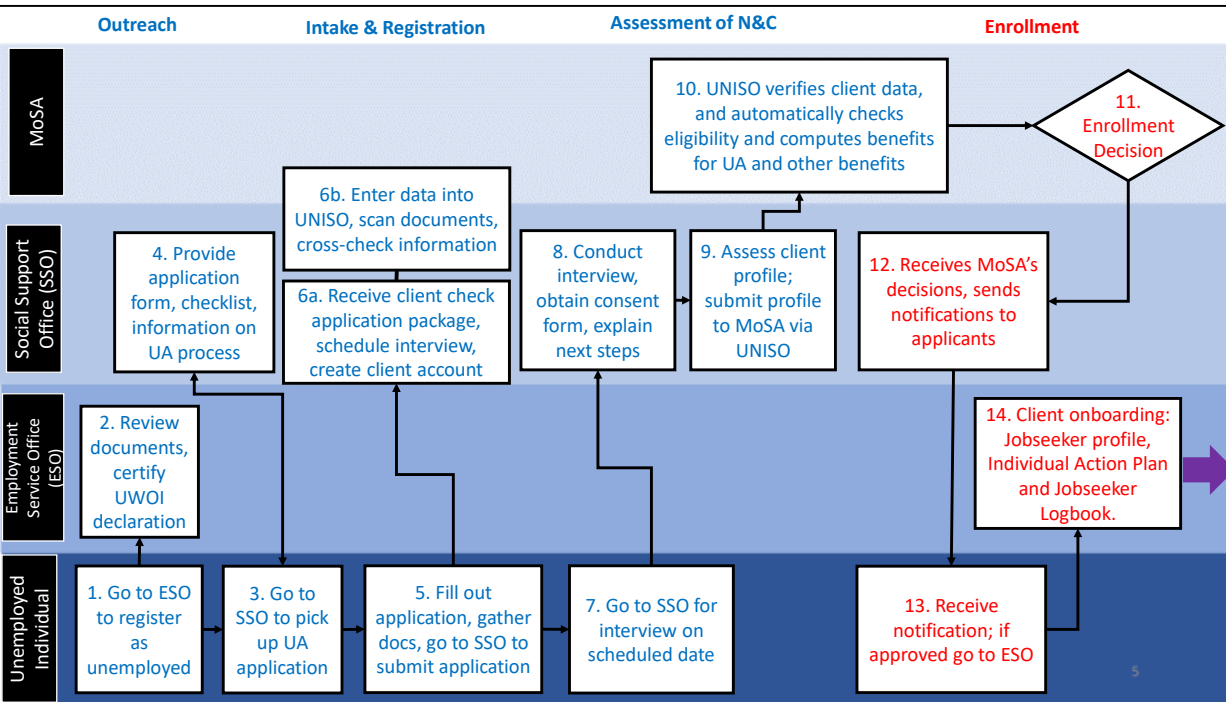 Outreach
Intake & Registration
Assessment of N&C
Enrollment
MoSA
10. UNISO verifies client data,
and automatically checks
eligibility and computes benefits
for UA and other benefits
11.
Enrollment
Decision
Social Support
Office (SSO)
4. Provide
application
form, checklist,
information on
UA process
6b. Enter data into
UNISO, scan documents,
cross-check information
6a. Receive client check
application package,
schedule interview,
create client account
8. Conduct
interview,
obtain consent
form, explain
next steps
9. Assess client
profile;
submit profile
to MoSA via
UNISO
12. Receives MoSA’s
decisions, sends
notifications to
applicants
Employment
Service Office
(ESO)
2. Review
documents,
certify
UWOI
declaration
14. Client onboarding:
Jobseeker profile,
Individual Action Plan
and Jobseeker
Logbook.
Unemployed
Individual
1. Go to ESO
to register
as
unemployed
3. Go to
SSO to pick
up UA
application
5. Fill out
application, gather
docs, go to SSO to
submit application
7. Go to SSO for
interview on
scheduled date
13. Receive
notification; if
approved go to ESO
5